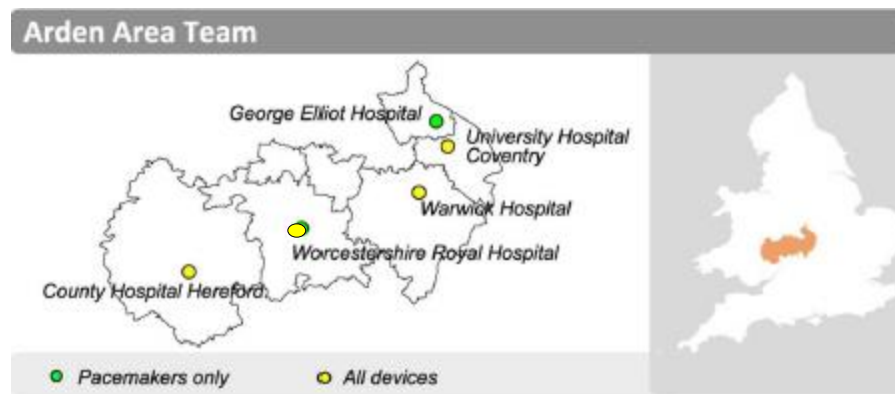 Arden Area Team
George Elliot Hospital
University Hospital
Coventry
Warwick Hospital
Worcestershire Royal Hospital
County Hospital Hereford
Pacemakers only
All devices